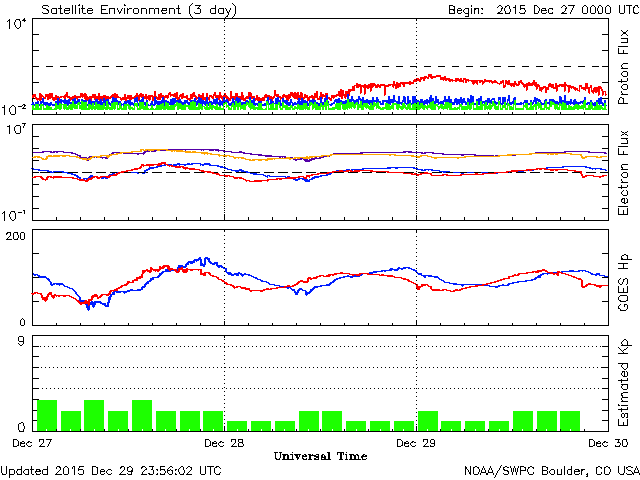 Satellite Environment (3 day) Begin: 2015 Dec 27 0000 UTC
10⁴
10⁻²
Proton Flux
10⁷
10⁻¹
Electron Flux
200
0
GOES Hp
9
0
Estimated Kp
Dec 27 Dec 28 Dec 29 Dec 30
Universal Time
Updated 2015 Dec 29 23:56:02 UTC NOAA/SWPC Boulder, CO USA